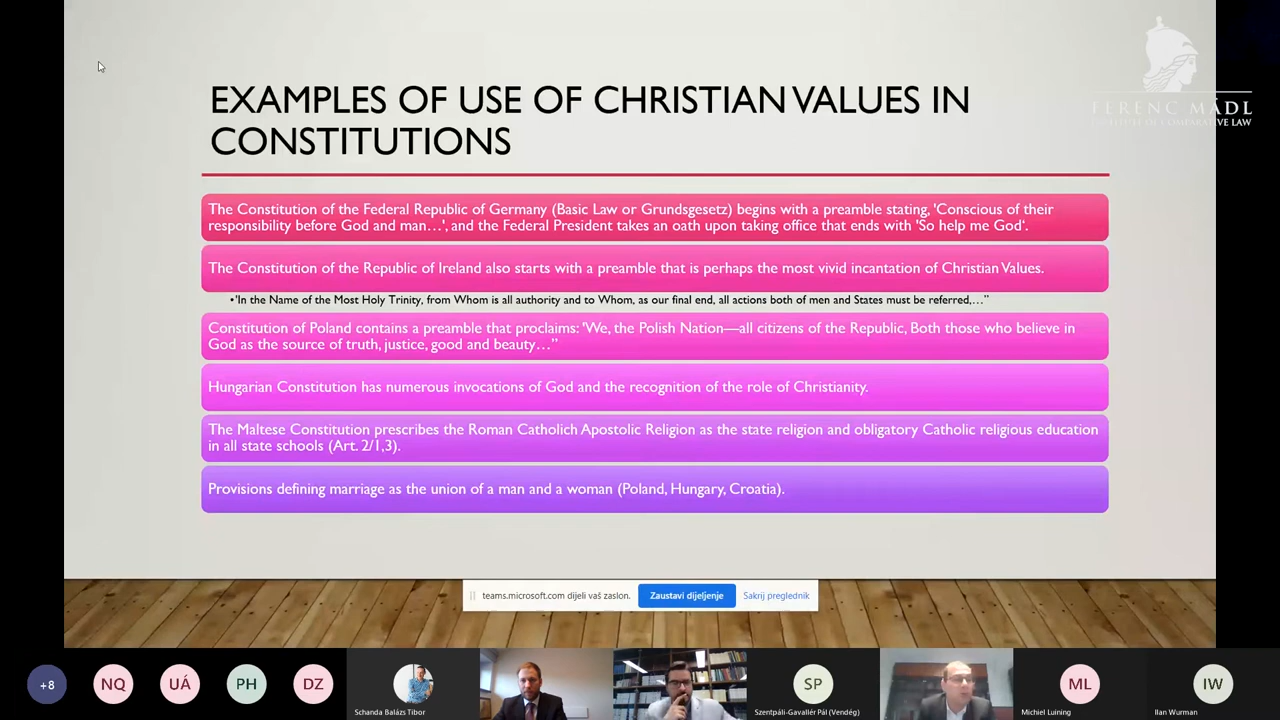 FERENC MÁDL
INSTITUTE OF COMPARATIVE LAW
EXAMPLES OF USE OF CHRISTIAN VALUES IN
CONSTITUTIONS
The Constitution of the Federal Republic of Germany (Basic Law or Grundsgesetz) begins with a preamble stating, 'Conscious of their
responsibility before God and man…', and the Federal President takes an oath upon taking office that ends with 'So help me God'.
The Constitution of the Republic of Ireland also starts with a preamble that is perhaps the most vivid incantation of Christian Values.
•'In the Name of the Most Holy Trinity, from Whom is all authority and to Whom, as our final end, all actions both of men and States must be referred,…"
Constitution of Poland contains a preamble that proclaims: 'We, the Polish Nation—all citizens of the Republic, Both those who believe in
God as the source of truth, justice, good and beauty…"
Hungarian Constitution has numerous invocations of God and the recognition of the role of Christianity.
The Maltese Constitution prescribes the Roman Catholich Apostolic Religion as the state religion and obligatory Catholic religious education
in all state schools (Art. 2/1,3).
Provisions defining marriage as the union of a man and a woman (Poland, Hungary, Croatia).
teams.microsoft.com dijeli vaš zaslon. Zaustavi dijeljenje Sakrij preglednik
+8 NQ UÁ PH DZ SP ML IW
Schanda Balázs Tibor Szentpáli-Gavallér Pál (Vendég) Michiel Luining Ilan Wurman